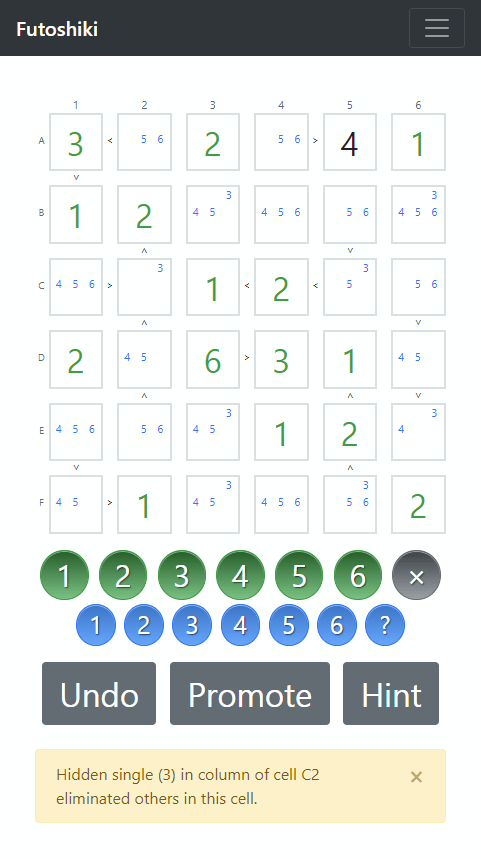 Futoshiki
1 2 3 4 5 6
A 3 < 5 6 2 5 6 > 4 1
v
3 3
B 1 2 4 5 4 5 6 5 6 4 5 6
^ v
3 3
C 4 5 6 > 1 < 2 < 5 5 6
^ v
D 2 4 5 6 > 3 1 4 5
^ ^ v
3 3
E 4 5 6 5 6 4 5 1 2 4
v ^
3 3
F 4 5 > 1 4 5 4 5 6 5 6 2
1 2 3 4 5 6 ×
1 2 3 4 5 6 ?
Undo Promote Hint
Hidden single (3) in column of cell C2 ×
eliminated others in this cell.